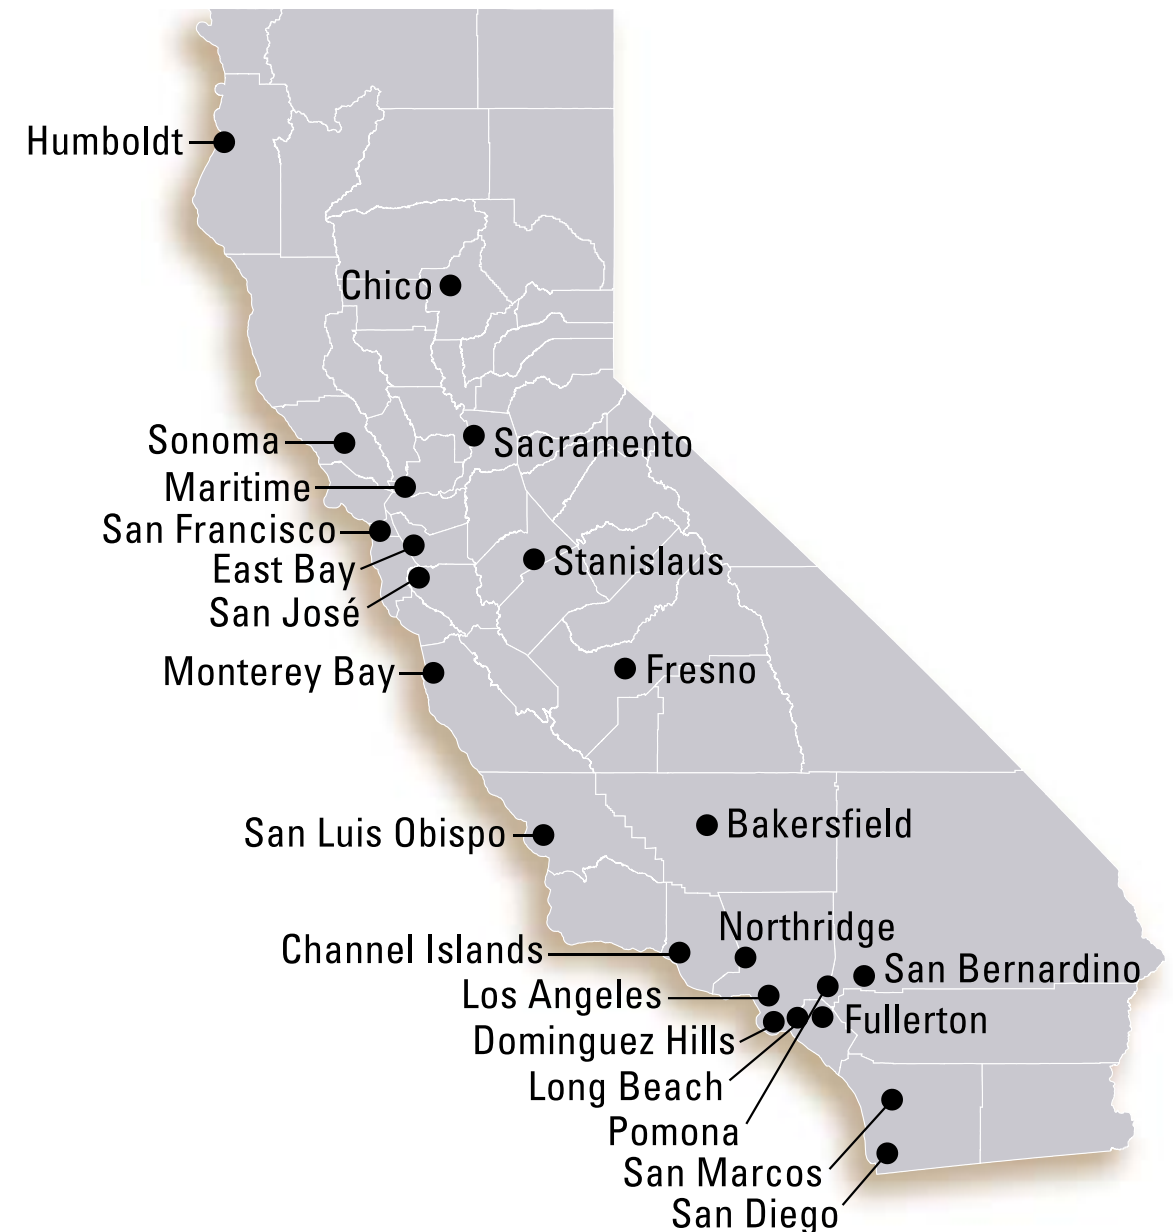 Humboldt
Chico
Sonoma
Sacramento
Maritime
San Francisco
East Bay
Stanislaus
San José
Monterey Bay
Fresno
San Luis Obispo
Bakersfield
Northridge
Channel Islands
San Bernardino
Los Angeles
Fullerton
Dominguez Hills
Long Beach
Pomona
San Marcos
San Diego